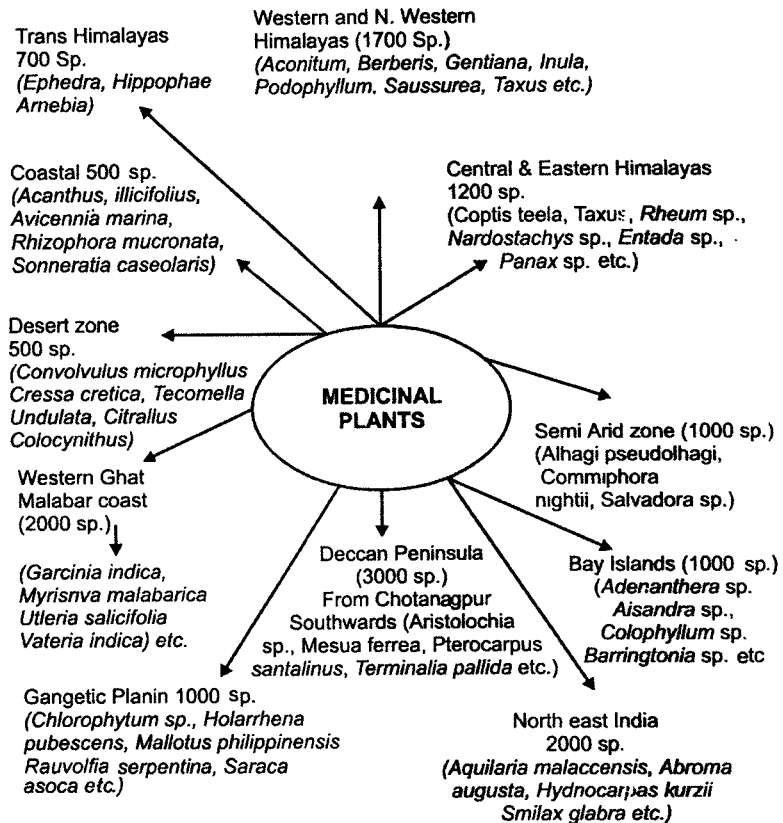 Trans Himalayas
700 Sp.
(Ephedra, Hippophae
Arnebia)
Western and N. Western
Himalayas (1700 Sp.)
(Aconitum, Berberis, Gentiana, Inula,
Podophyllum. Saussurea, Taxus etc.)
Coastal 500 sp.
(Acanthus, illicifolius,
Avicennia marina,
Rhizophora mucronata,
Sonneratia caseolaris)
Central & Eastern Himalayas
1200 sp.
(Coptis teela, Taxus, Rheum sp.,
Nardostachys sp., Entada sp.,
Panax sp. etc.)
Desert zone
500 sp.
(Convolvulus microphyllus
Cressa cretica, Tecomella
Undulata, Citrallus
Colocynithus)
MEDICINAL
PLANTS
Semi Arid zone (1000 sp.)
(Alhagi pseudolhagi,
Commiphora
nightii, Salvadora sp.)
Western Ghat
Malabar coast
(2000 sp.)
(Garcinia indica,
Myrisnva malabarica
Utleria salicifolia
Vateria indica) etc.
Deccan Peninsula
(3000 sp.)
From Chotanagpur
Southwards (Aristolochia
sp., Mesua ferrea, Pterocarpus
santalinus, Terminalia pallida etc.)
Bay Islands (1000 sp.)
(Adenanthera sp.
Aisandra sp.,
Colophyllum sp.
Barringtonia sp. etc
Gangetic Planin 1000 sp.
(Chlorophytum sp., Holarrhena
pubescens, Mallotus philippinensis
Rauvolfia serpentina, Saraca
asoca etc.)
North east India
2000 sp.
(Aquilaria malaccensis, Abroma
augusta, Hydnocarpas kurzii
Smilax glabra etc.)